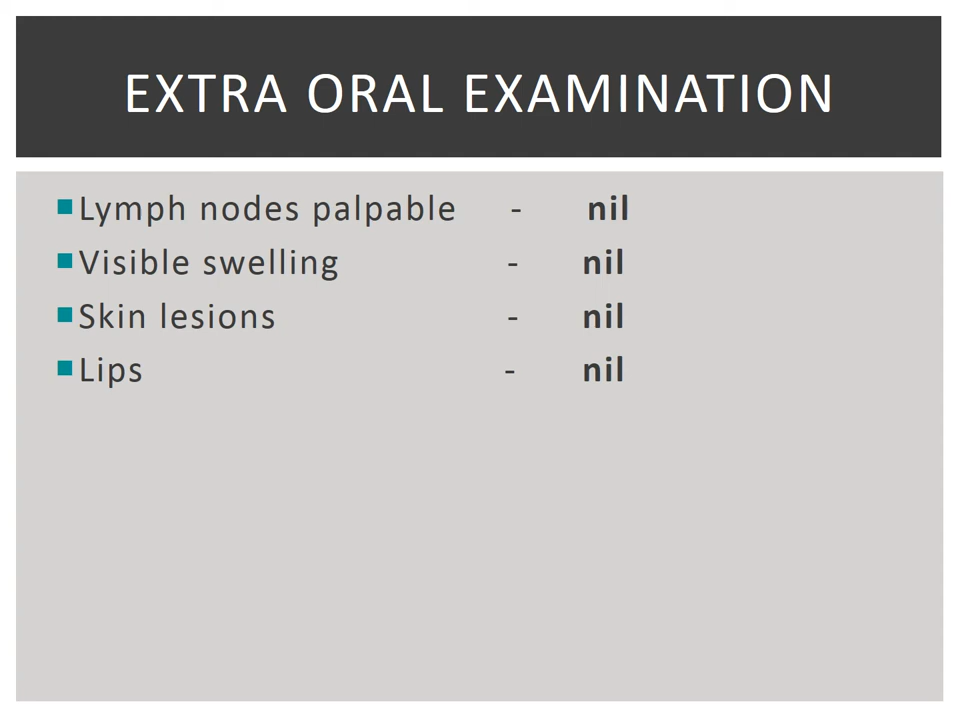 EXTRA ORAL EXAMINATION
Lymph nodes palpable - nil
Visible swelling - nil
Skin lesions - nil
Lips - nil